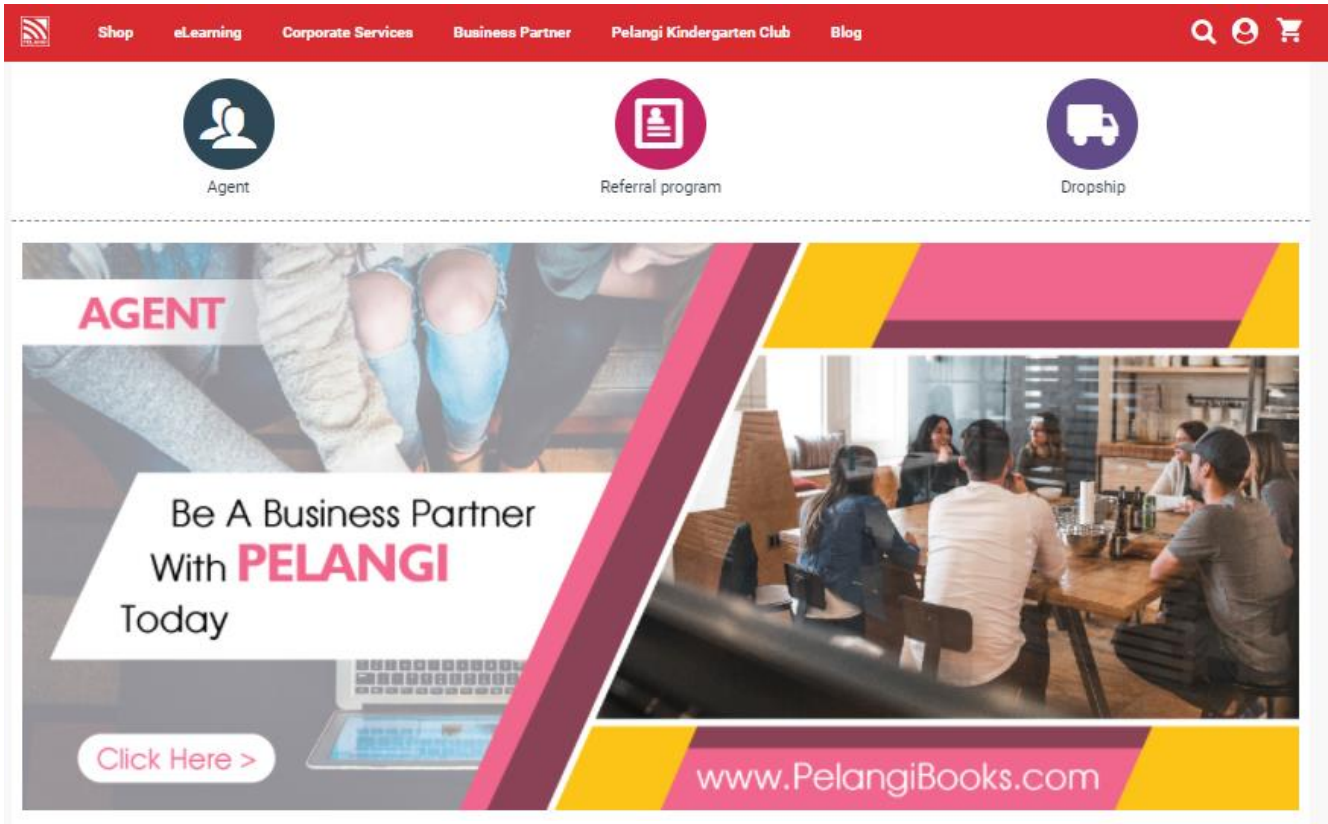 PELANGI
Shop eLearning Corporate Services Business Partner Pelangi Kindergarten Club Blog
Agent Referral program Dropship
AGENT
Be A Business Partner
With PELANGI
Today
Click Here >
www.PelangiBooks.com